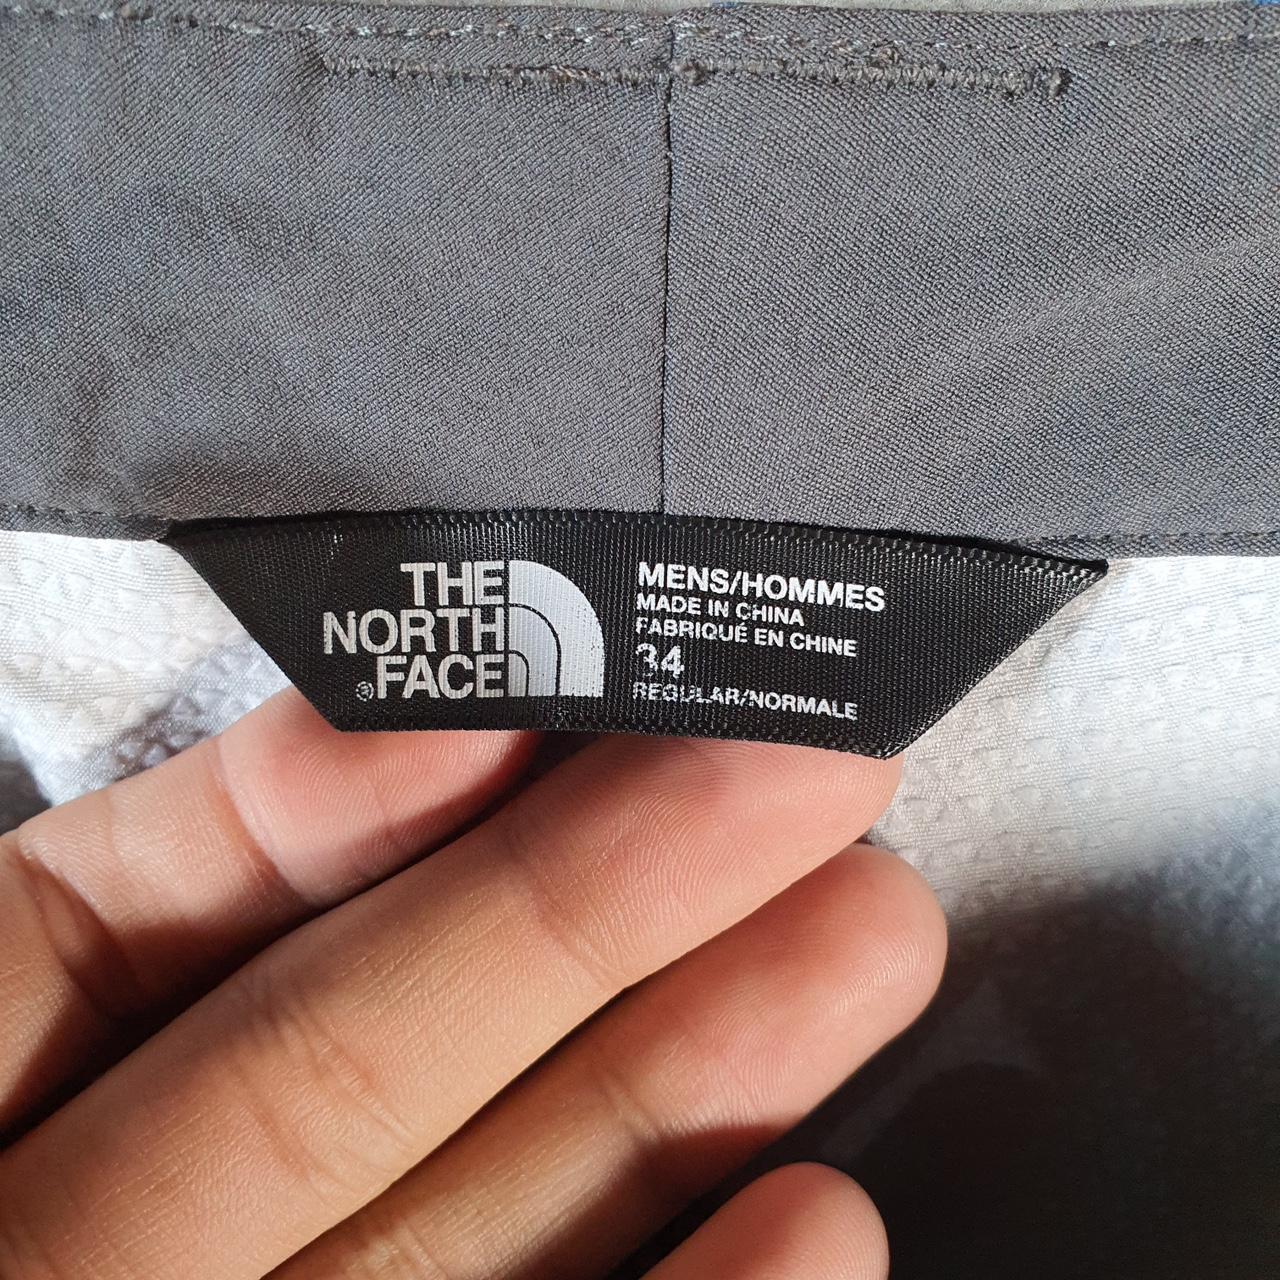 THE
NORTH
FACE
®
MENS/HOMMES
MADE IN CHINA
FABRIQUÉ EN CHINE
34
REGULAR/NORMALE